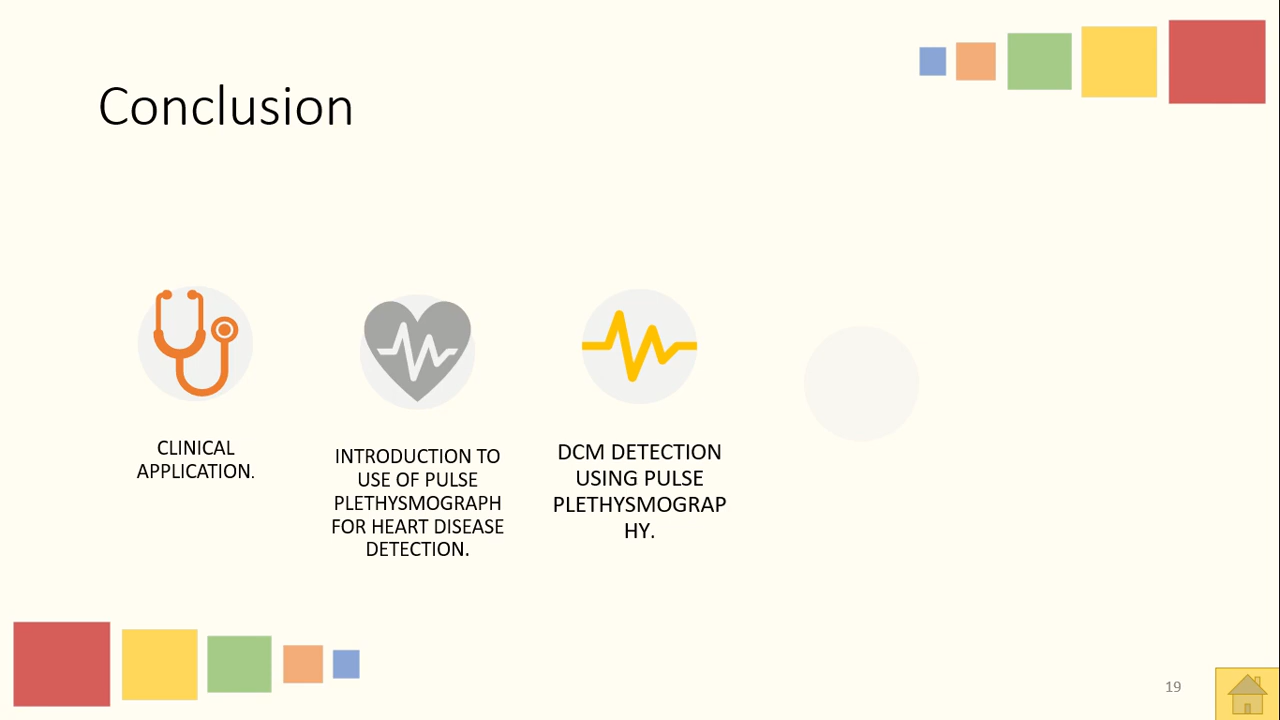 Conclusion
CLINICAL
APPLICATION.
INTRODUCTION TO
USE OF PULSE
PLETHYSMOGRAPH
FOR HEART DISEASE
DETECTION.
DCM DETECTION
USING PULSE
PLETHYSMOGRAP
HY.
19